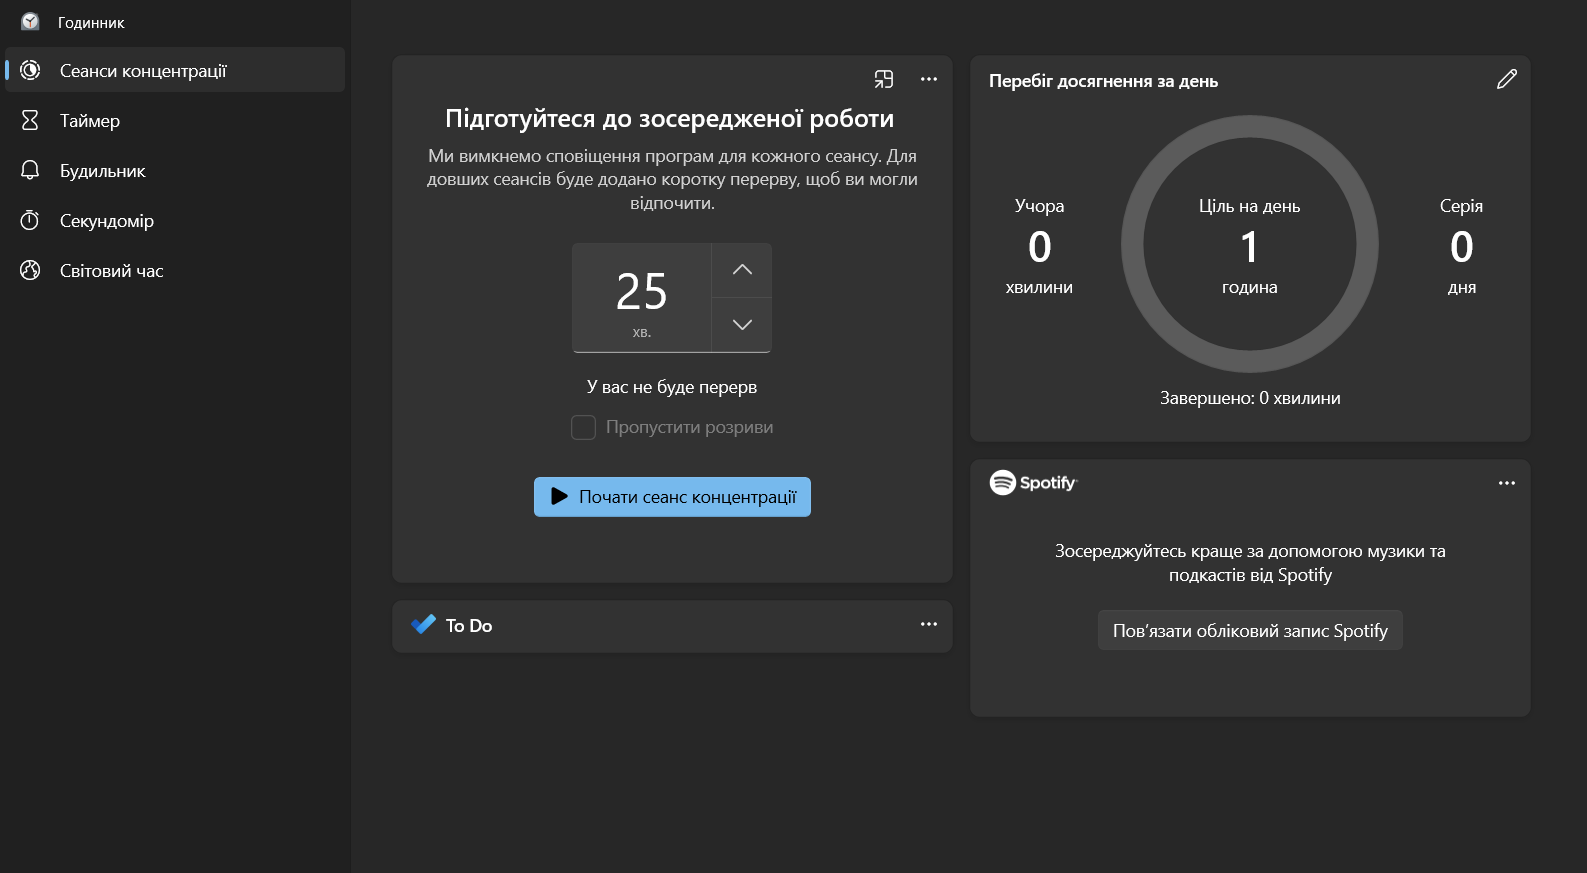 Годинник
Сеанси концентрації
Таймер
Будильник
Секундомір
Світовий час
Підготуйтеся до зосередженої роботи
Ми вимкнемо сповіщення програм для кожного сеансу. Для
довших сеансів буде додано коротку перерву, щоб ви могли
відпочити.
25
хв.
У вас не буде перерв
Пропустити розриви
Почати сеанс концентрації
To Do
Перебіг досягнення за день
Учора
0
хвилини
Ціль на день
1
година
Серія
0
дня
Завершено: 0 хвилини
Spotify
Зосереджуйтесь краще за допомогою музики та
подкастів від Spotify
Пов’язати обліковий запис Spotify